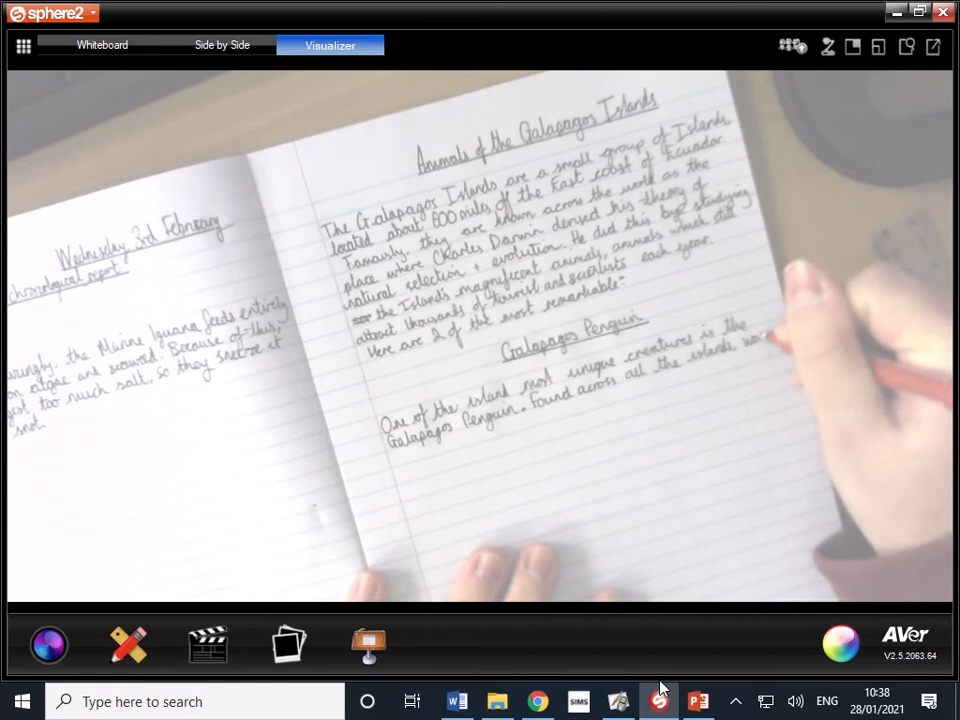 sphere2
Whiteboard
Side by Side
Visualizer
Wednesday 3rd February
chronological report
uringly, the Marine Iguana feeds entirely
on algae and seaweed. Because of this,
gest too much salt, so they sneeze it
snot.
Animals of the Galapagos Islands
The Galapagos Islands are a small group of Islands
located about 600 miles off the East coast of Ecuador.
Famously, they are known across the world as the
place where Charles Darwin devised his theory of
natural selection + evolution. He did this by studying
the Island's magnificent animals, animals which still
attract thousands of tourist and scientists each year.
Here are 2 of the most remarkable:
Galapagos Penguin
One of the island most unique creatures is the
Galapagos Penguin. Found across all the islands,
AVer
V2.5.2063.64
Type here to search
SIMS
ENG
10:38
28/01/2021